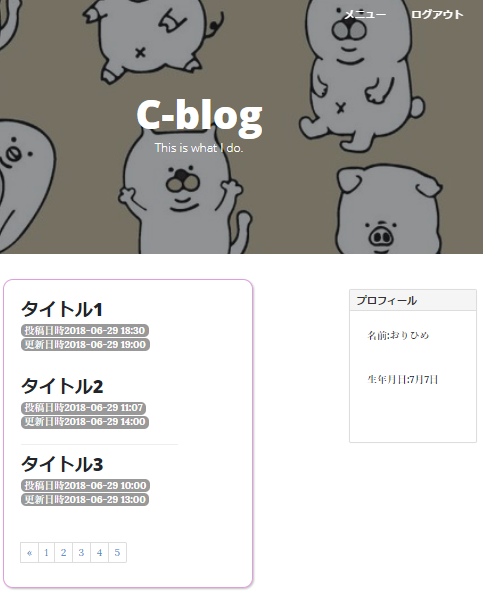 メニュー ログアウト
C-blog
This is what I do.
タイトル1
投稿日時2018-06-29 18:30
更新日時2018-06-29 19:00
タイトル2
投稿日時2018-06-29 11:07
更新日時2018-06-29 14:00
タイトル3
投稿日時2018-06-29 10:00
更新日時2018-06-29 13:00
« 1 2 3 4 5
プロフィール
名前:おりひめ
生年月日:7月7日